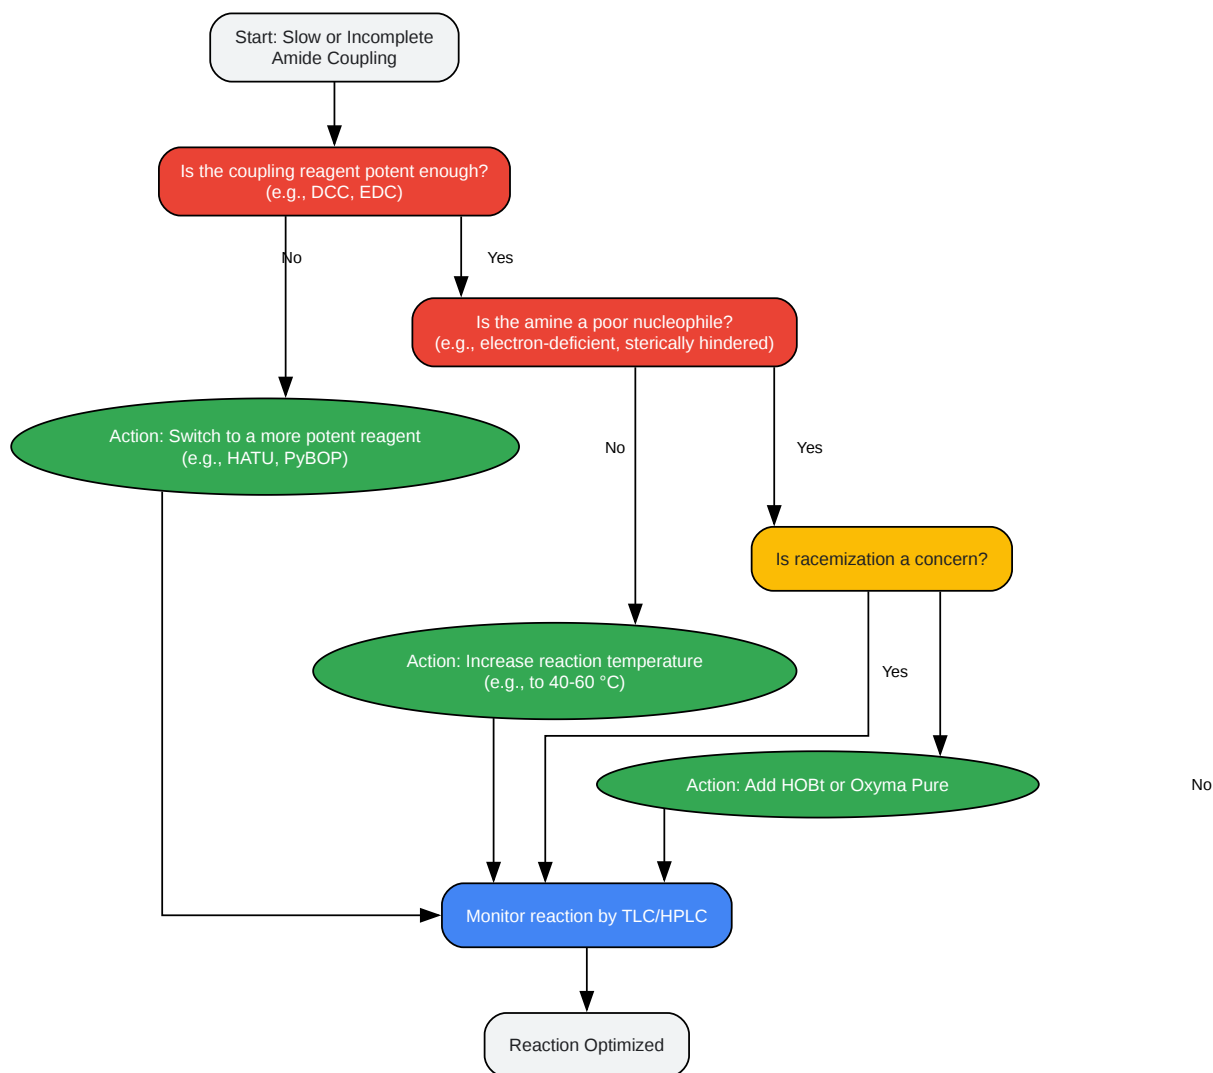 Start: Slow or Incomplete
Amide Coupling
Is the coupling reagent potent enough?
(e.g., DCC, EDC)
No
Yes
Is the amine a poor nucleophile?
(e.g., electron-deficient, sterically hindered)
Action: Switch to a more potent reagent
(e.g., HATU, PyBOP)
No
Yes
Is racemization a concern?
Action: Increase reaction temperature
(e.g., to 40-60 °C)
Yes
Action: Add HOBt or Oxyma Pure
No
Monitor reaction by TLC/HPLC
Reaction Optimized